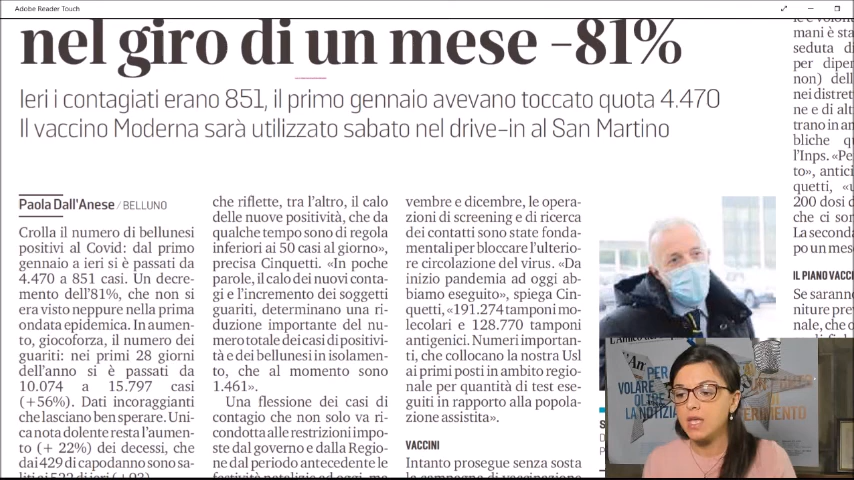 Adobe Reader Touch
nel giro di un mese -81%
Ieri i contagiati erano 851, il primo gennaio avevano toccato quota 4.470
Il vaccino Moderna sarà utilizzato sabato nel drive-in al San Martino
Paola Dall'Anese / BELLUNO
Crolla il numero di bellunesi
positivi al Covid: dal primo
gennaio a ieri si è passati da
4.470 a 851 casi. Un decre-
mento dell'81%, che non si
era visto neppure nella prima
ondata epidemica. In aumen-
to, giocoforza, il numero dei
guariti: nei primi 28 giorni
dell'anno si è passati da
10.074 a 15.797 casi
(+56%). Dati incoraggianti
che lasciano ben sperare. Uni-
ca nota dolente resta l'aumen-
to (+ 22%) dei decessi, che
dai 429 di capodanno sono sa-
che riflette, tra l'altro, il calo
delle nuove positività, che da
qualche tempo sono di regola
inferiori ai 50 casi al giorno»,
precisa Cinquetti. «In poche
parole, il calo dei nuovi conta-
gi e l'incremento dei soggetti
guariti, determinano una ri-
duzione importante del nu-
mero totale dei casi di positivi-
tà e dei bellunesi in isolamen-
to, che al momento sono
1.461».
Una flessione dei casi di
contagio che non solo va ri-
condotta alle restrizioni impo-
ste dal governo e dalla Regio-
ne dal periodo antecedente le
vembre e dicembre, le opera-
zioni di screening e di ricerca
dei contatti sono state fonda-
mentali per bloccare l'ulterio-
re circolazione del virus. «Da
inizio pandemia ad oggi ab-
biamo eseguito», spiega Cin-
quetti, «191.274 tamponi mo-
lecolari e 128.770 tamponi
antigenici. Numeri importan-
ti, che collocano la nostra Usl
ai primi posti in ambito regio-
nale per quantità di test ese-
guiti in rapporto alla popola-
zione assistita».
VACCINI
Intanto prosegue senza sosta
la campagna di vaccinazione
mani è sta
seduta di
per diper
non) dell
nei distret
ne e di alt
trano in an
bliche qu
l'Inps. «Pe
to», antici
quetti, «u
200 dosi d
che ci son
La second
po un mes
IL PIANO VACCI
Se saranno
niture pre
nale, che o
PER
VOLARE
OLTRE
LA NOTIZIA